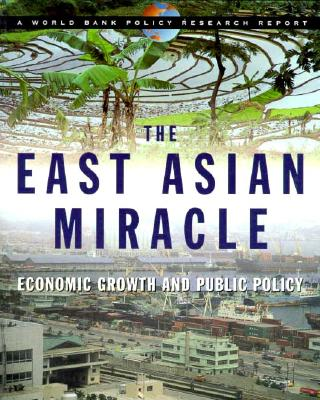 A WORLD BANK POLICY RESEARCH REPORT
THE
EAST ASIAN
MIRACLE
ECONOMIC GROWTH AND PUBLIC POLICY